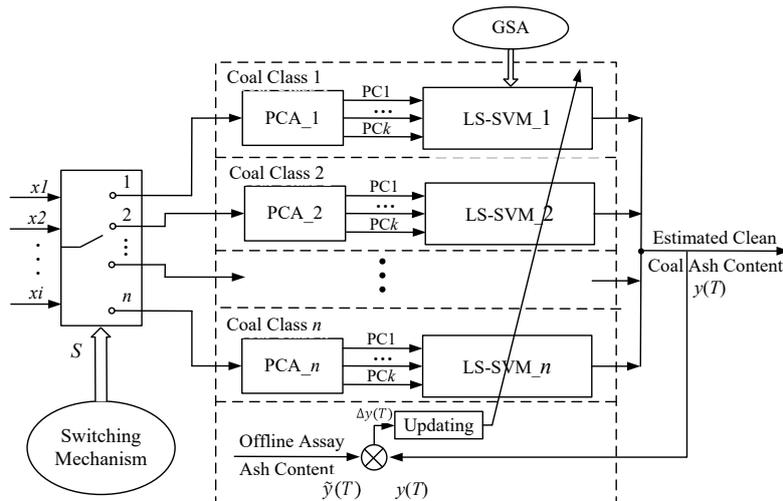 GSA
Coal Class 1
PCA_1
PC1
...
PCk
LS-SVM_1
x1
x2
xi
1
2
n
S
Switching
Mechanism
Coal Class 2
PCA_2
PC1
...
PCk
LS-SVM_2
Estimated Clean
Coal Ash Content
y(T)
Coal Class n
PCA_n
PC1
...
PCk
LS-SVM_n
Δy(T)
Updating
Offline Assay
Ash Content
ỹ(T) y(T)